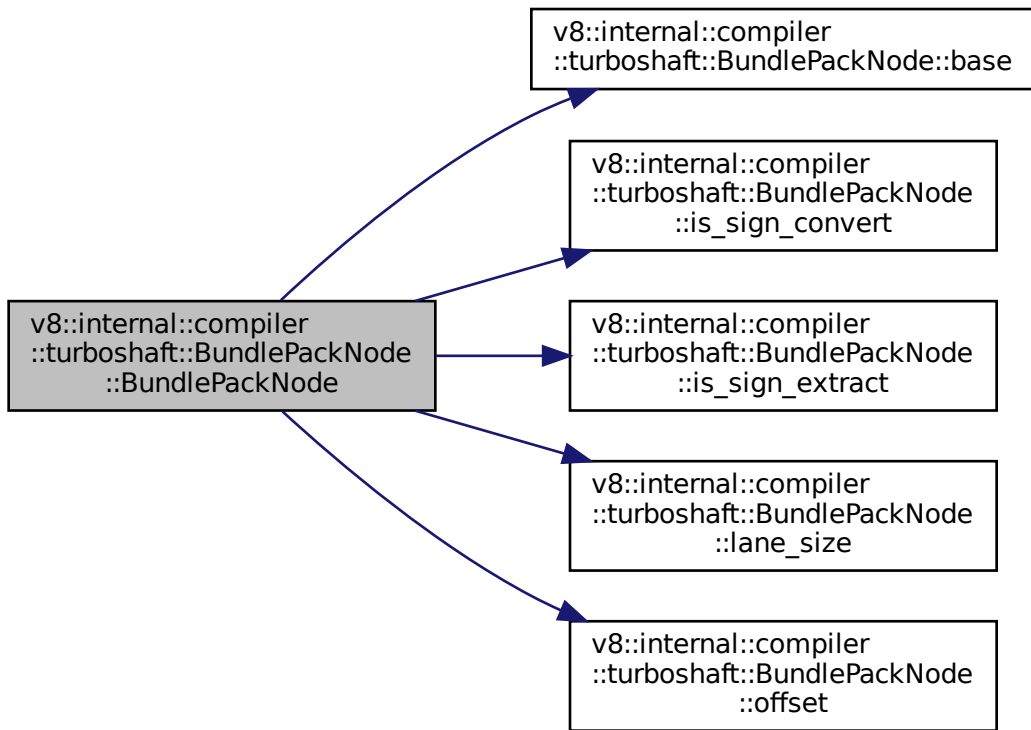 v8::internal::compiler
::turboshaft::BundlePackNode::base
v8::internal::compiler
::turboshaft::BundlePackNode
::is_sign_convert
v8::internal::compiler
::turboshaft::BundlePackNode
::BundlePackNode
v8::internal::compiler
::turboshaft::BundlePackNode
::is_sign_extract
v8::internal::compiler
::turboshaft::BundlePackNode
::lane_size
v8::internal::compiler
::turboshaft::BundlePackNode
::offset